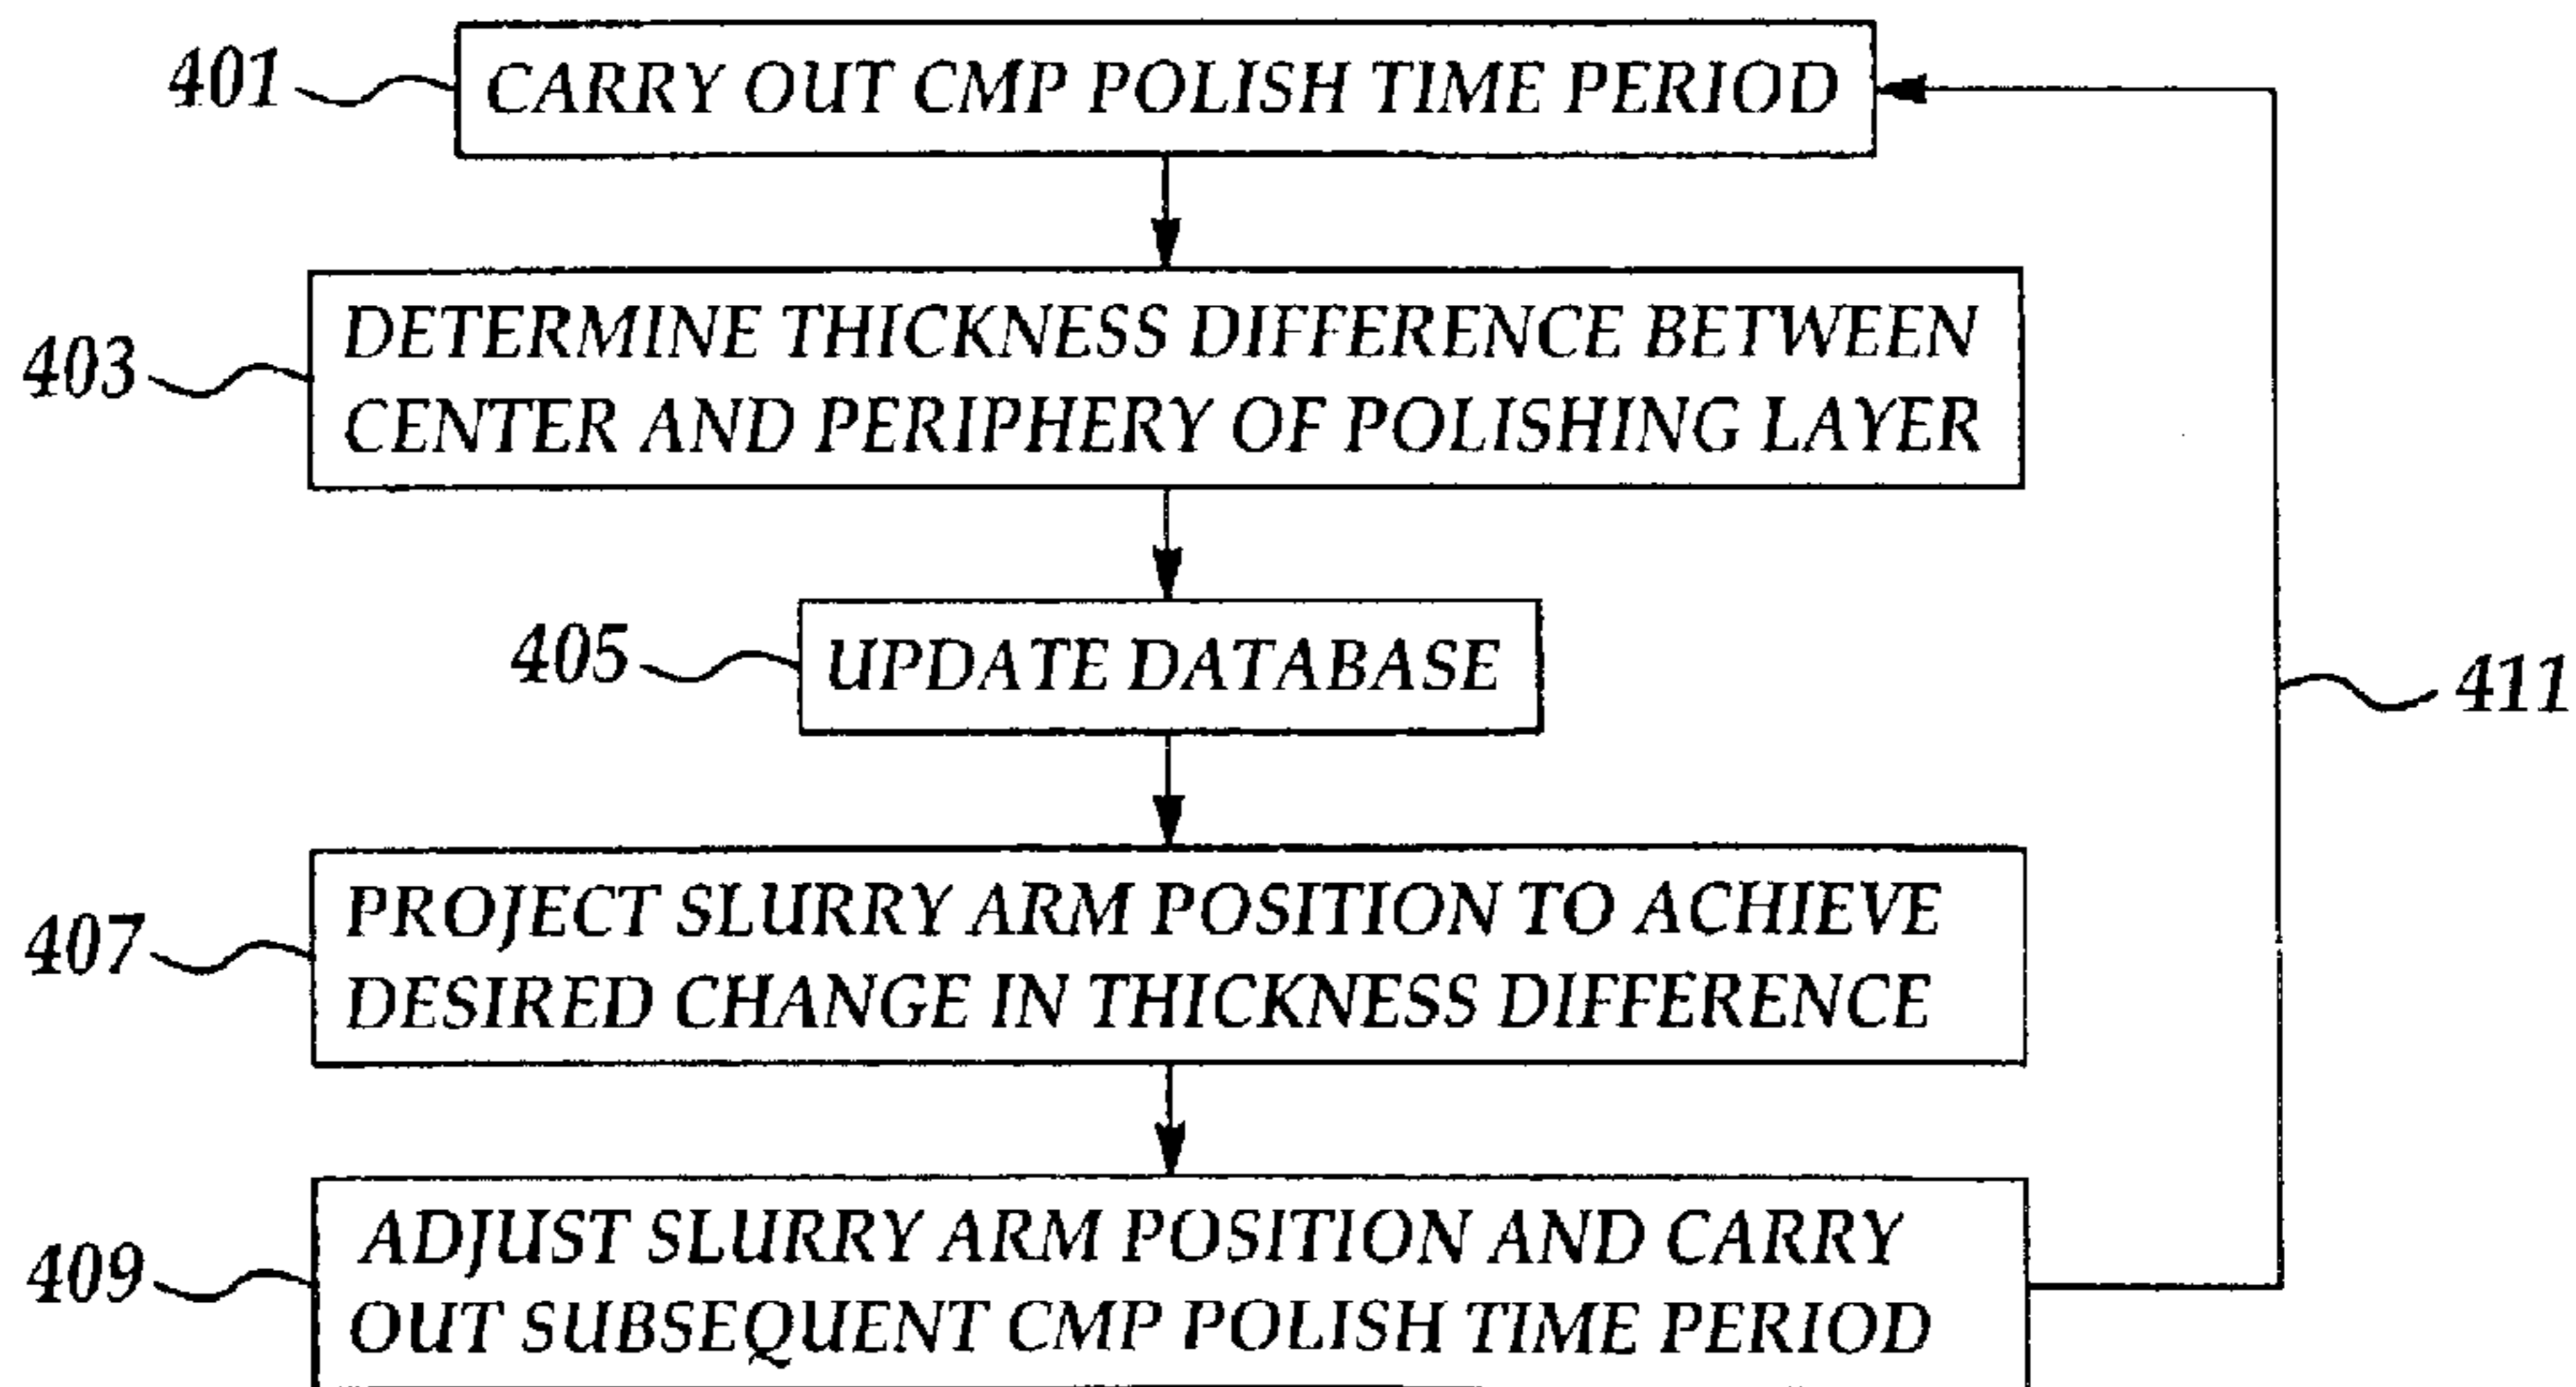 401
CARRY OUT CMP POLISH TIME PERIOD
403
DETERMINE THICKNESS DIFFERENCE BETWEEN
CENTER AND PERIPHERY OF POLISHING LAYER
405
UPDATE DATABASE
411
407
PROJECT SLURRY ARM POSITION TO ACHIEVE
DESIRED CHANGE IN THICKNESS DIFFERENCE
409
ADJUST SLURRY ARM POSITION AND CARRY
OUT SUBSEQUENT CMP POLISH TIME PERIOD